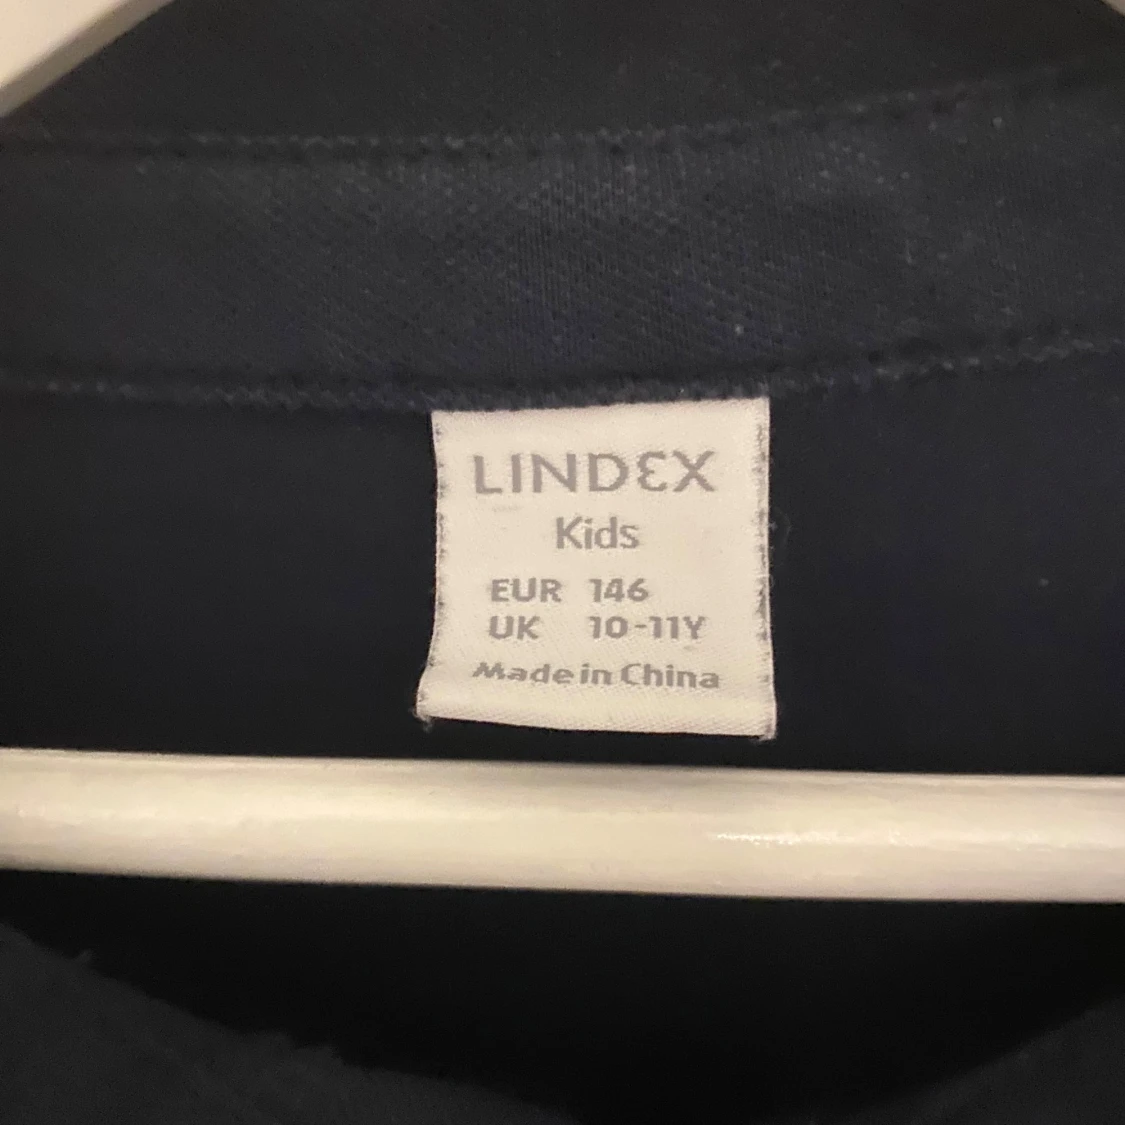 LINDEX
Kids
EUR 146
UK 10-11Y
Made in China